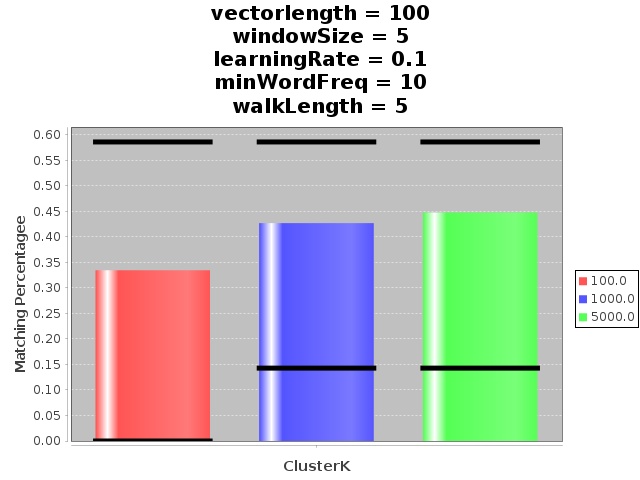 vectorlength = 100
windowSize = 5
learningRate = 0.1
minWordFreq = 10
walkLength = 5
0.60
0.55
0.50
0.45
0.40
0.35
0.30
0.25
0.20
0.15
0.10
0.05
0.00
Matching Percentagee
ClusterK
100.0
1000.0
5000.0